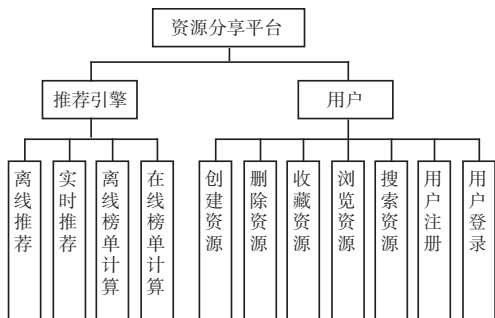 资源分享平台
推荐引擎
用户
离线推荐
实时推荐
离线榜单计算
在线榜单计算
创建资源
删除资源
收藏资源
浏览资源
搜索资源
用户注册
用户登录